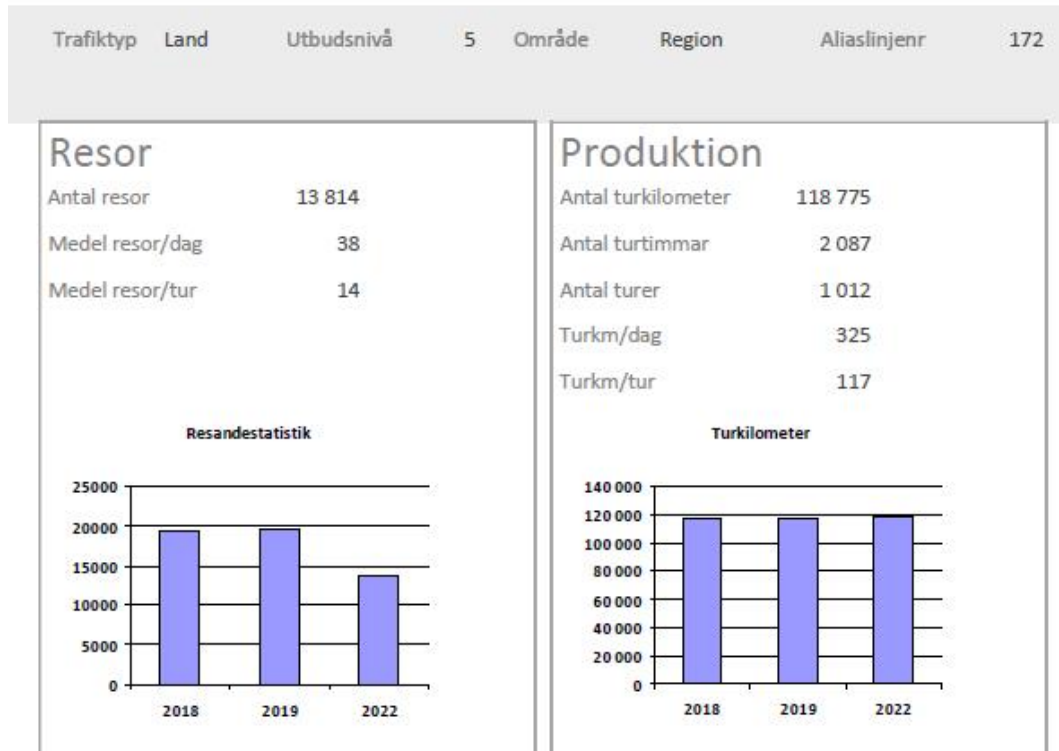 Trafiktyp Land Utbudsnivå 5 Område Region Aliaslinjenr 172
Resor
Antal resor 13 814
Medel resor/dag 38
Medel resor/tur 14
Resandestatistik
25000
20000
15000
10000
5000
0
2018 2019 2022
Produktion
Antal turkilometer 118 775
Antal turtimmar 2 087
Antal turer 1 012
Turkm/dag 325
Turkm/tur 117
Turkilometer
140 000
120 000
100 000
80 000
60 000
40 000
20 000
0
2018 2019 2022